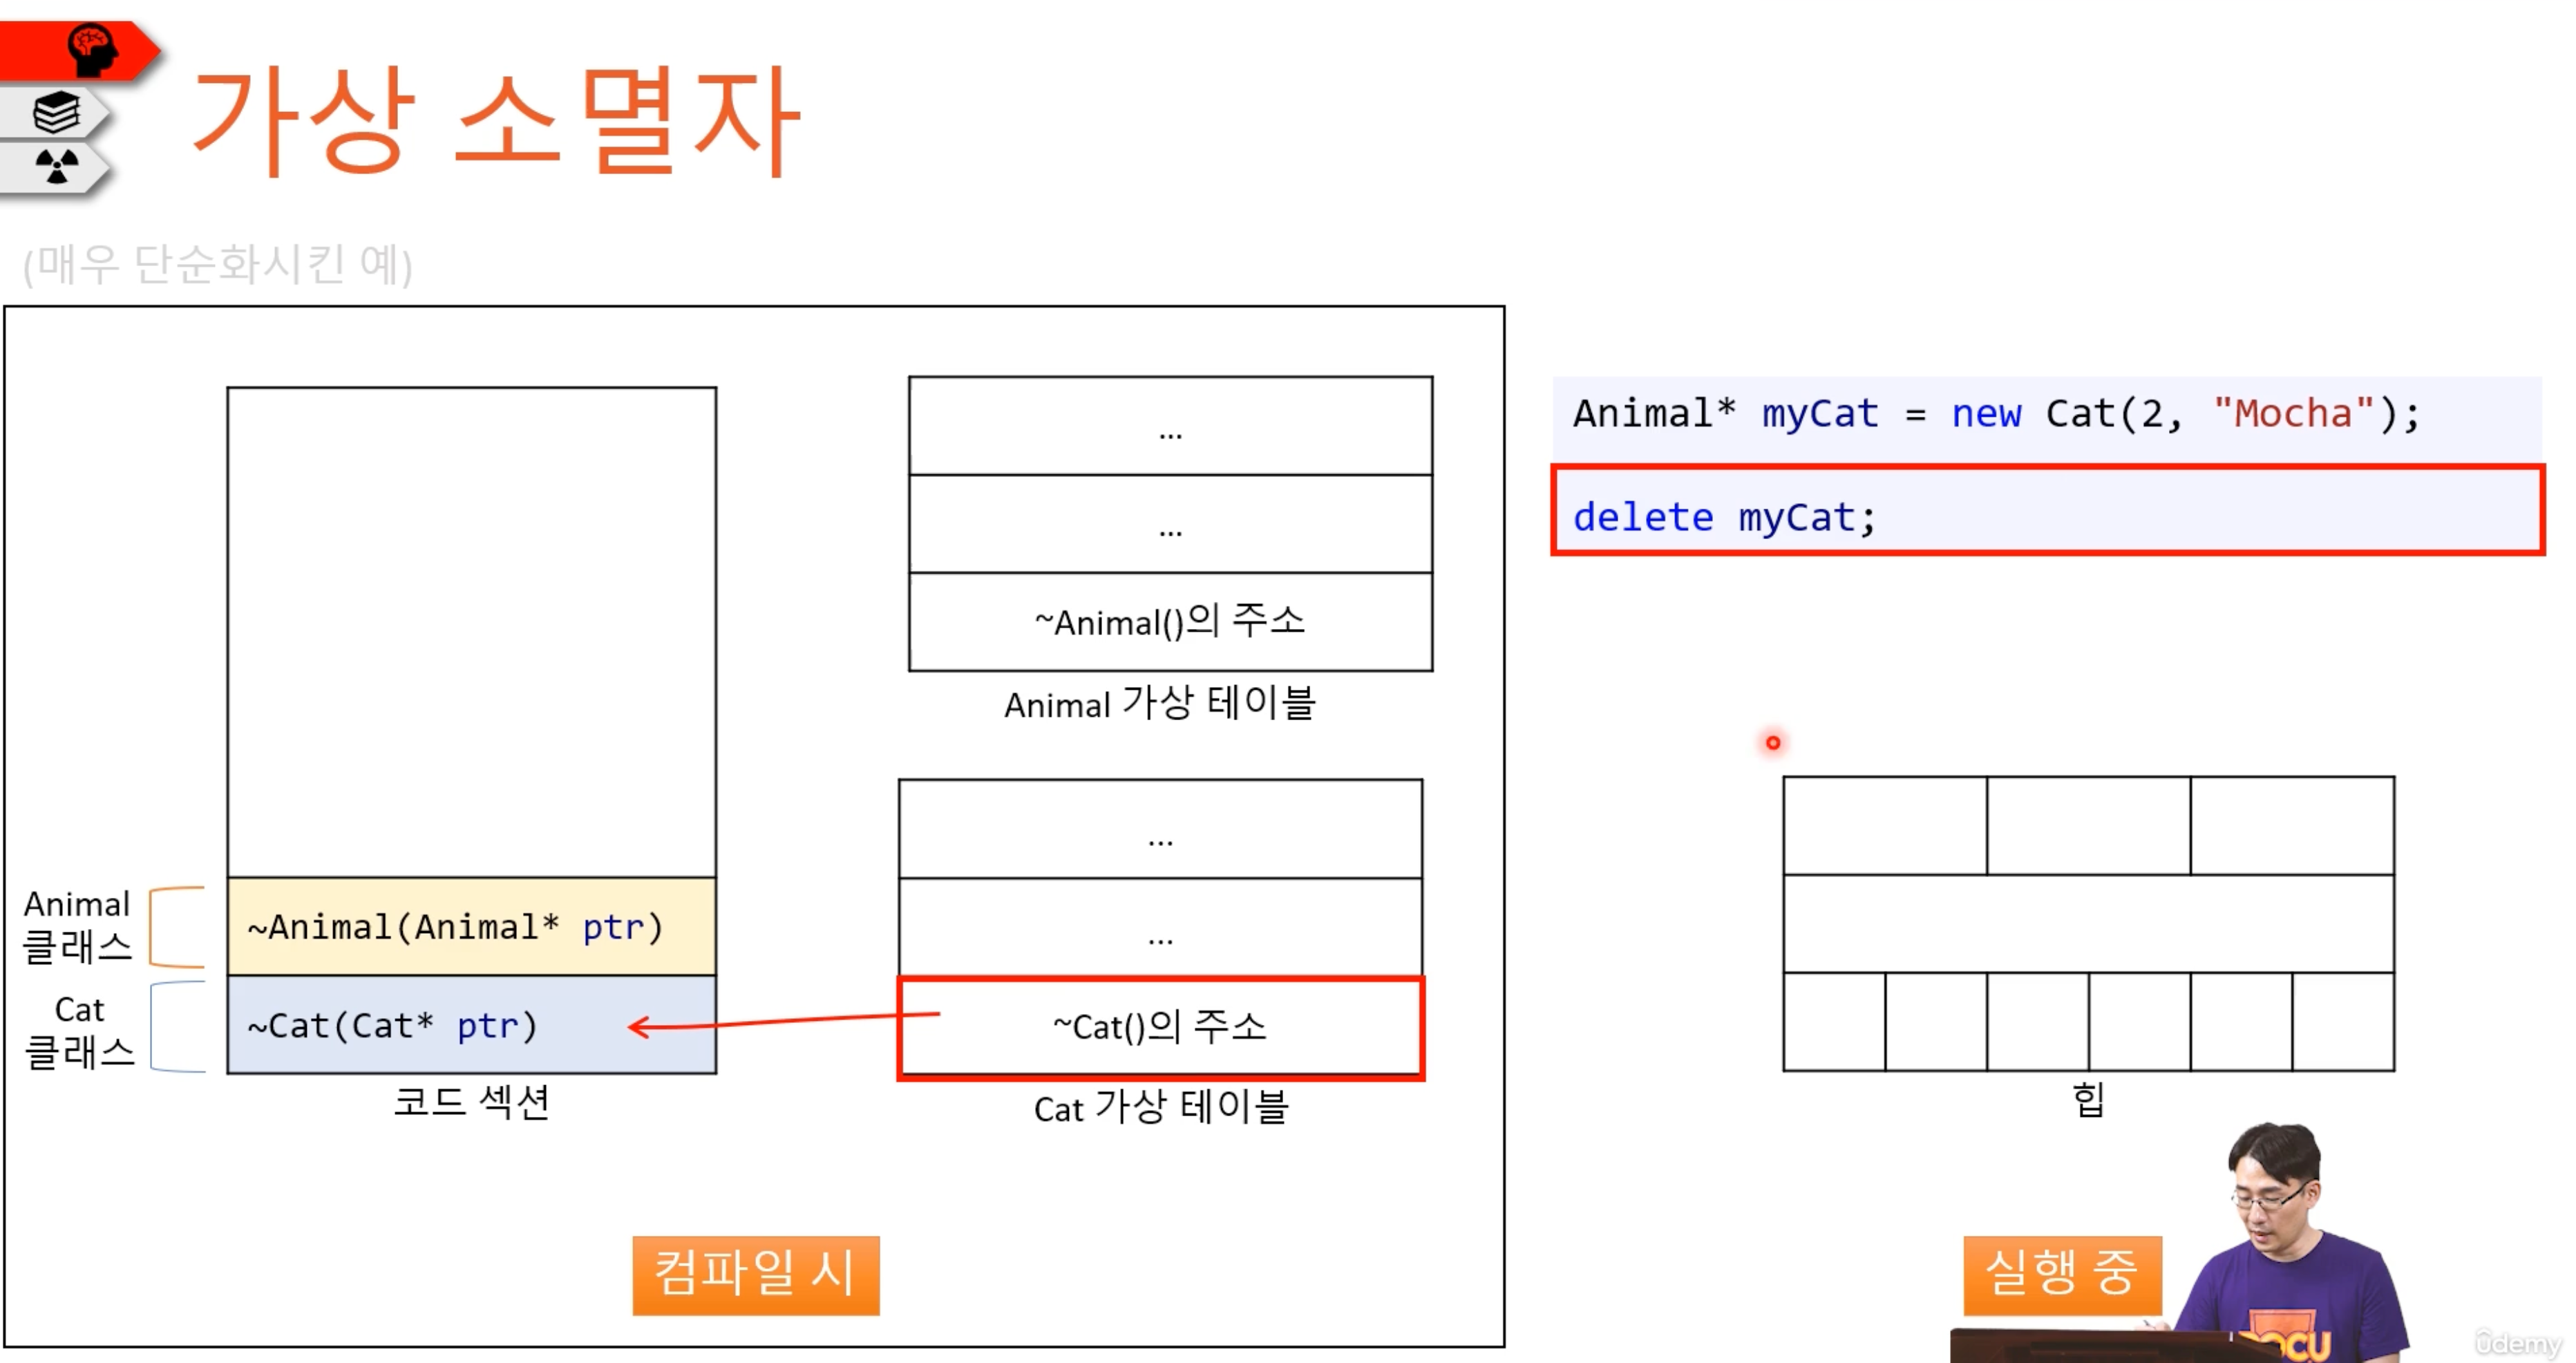 가상 소멸자
(매우 단순화시킨 예)
...
...
~Animal()의 주소
Animal 가상 테이블
...
...
~Cat()의 주소
Cat 가상 테이블
Animal
클래스
~Animal(Animal* ptr)
Cat
클래스
~Cat(Cat* ptr)
코드 섹션
컴파일 시
Animal* myCat = new Cat(2, "Mocha");
delete myCat;
힙
실행 중
OCU
ûdemy